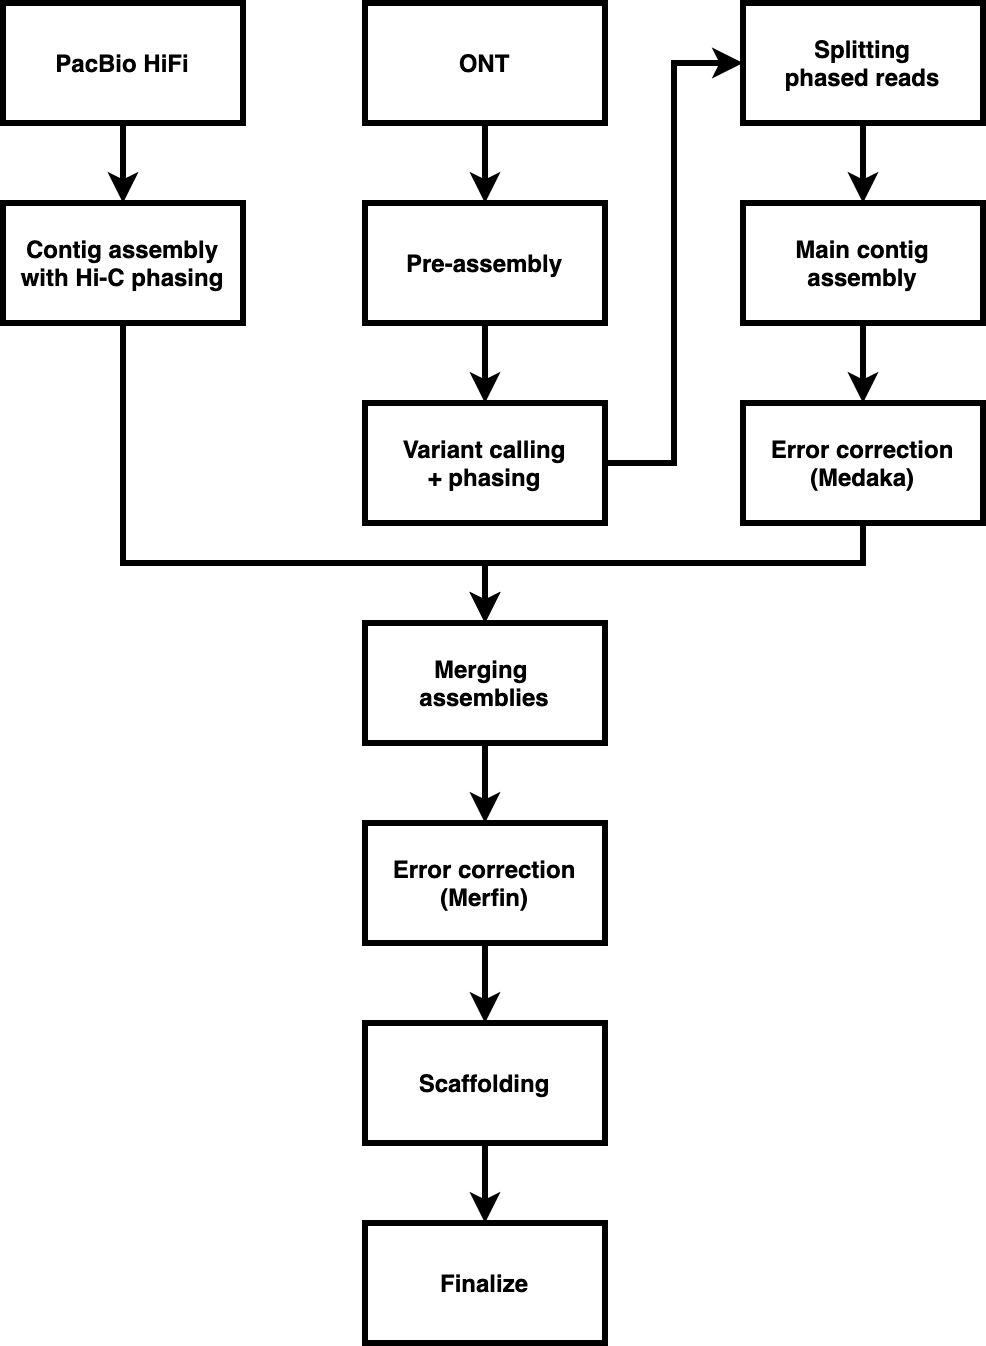 PacBio HiFi
Contig assembly
with Hi-C phasing
ONT
Pre-assembly
Variant calling
+ phasing
Splitting
phased reads
Main contig
assembly
Error correction
(Medaka)
Merging
assemblies
Error correction
(Merfin)
Scaffolding
Finalize